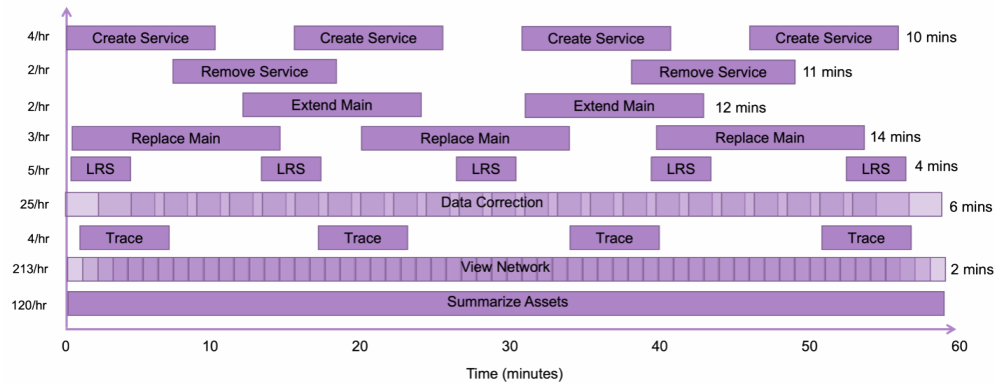 4/hr Create Service Create Service Create Service Create Service 10 mins
2/hr Remove Service Remove Service 11 mins
2/hr Extend Main Extend Main 12 mins
3/hr Replace Main Replace Main Replace Main 14 mins
5/hr LRS LRS LRS LRS LRS 4 mins
25/hr Data Correction 6 mins
4/hr Trace Trace Trace Trace
213/hr View Network 2 mins
120/hr Summarize Assets
0 10 20 30 40 50 60
Time (minutes)